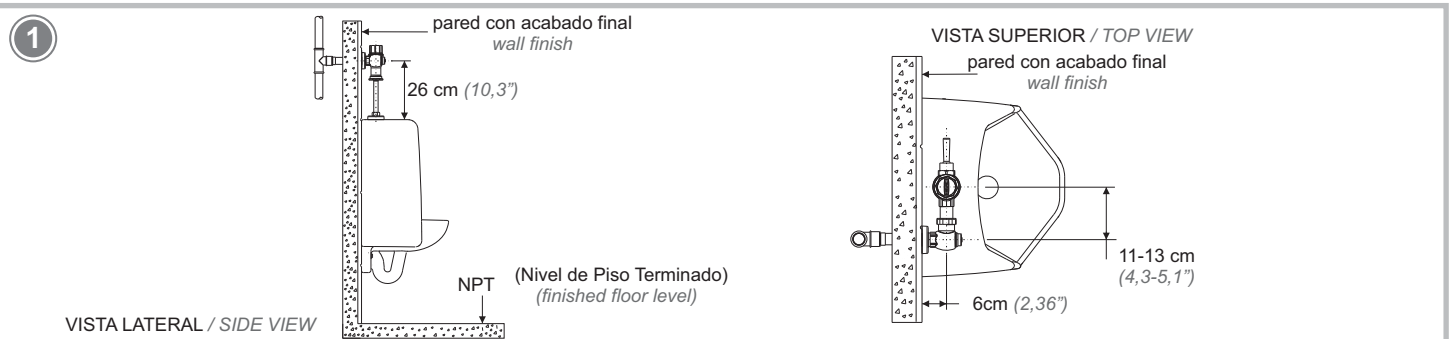 1
pared con acabado final
wall finish
26 cm (10,3”)
NPT
(Nivel de Piso Terminado)
(finished floor level)
VISTA LATERAL / SIDE VIEW
VISTA SUPERIOR / TOP VIEW
pared con acabado final
wall finish
11-13 cm
(4,3-5,1”)
6cm (2,36”)